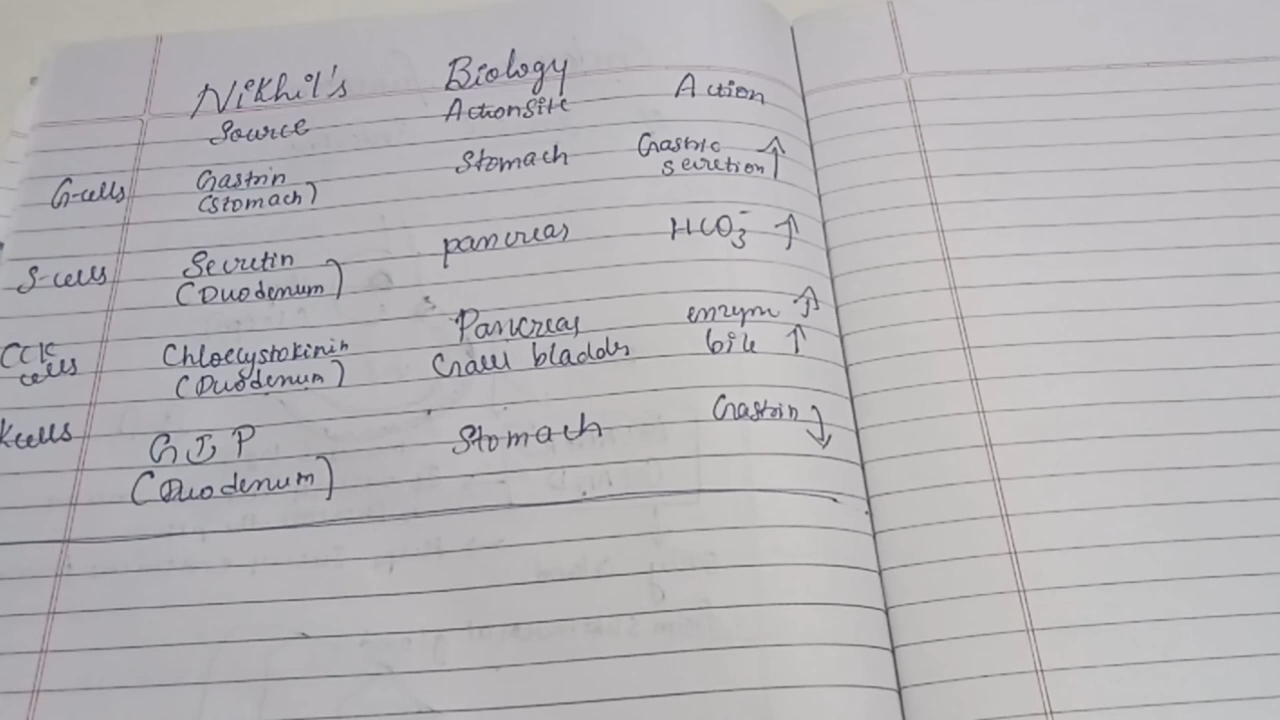 Nikhil's Biology
Source Actionsite Action
G-cells Gastrin Stomach Gastric
(stomach) secretion ↑
S-cells Secretin pancreas HCO3- ↑
(Duodenum)
CCK Chloecystokinin Pancreas enzym ↑
cells (Duodenum) Gall bladder bile ↑
K cells GIP Stomach Gastrin ↓
(Duodenum)